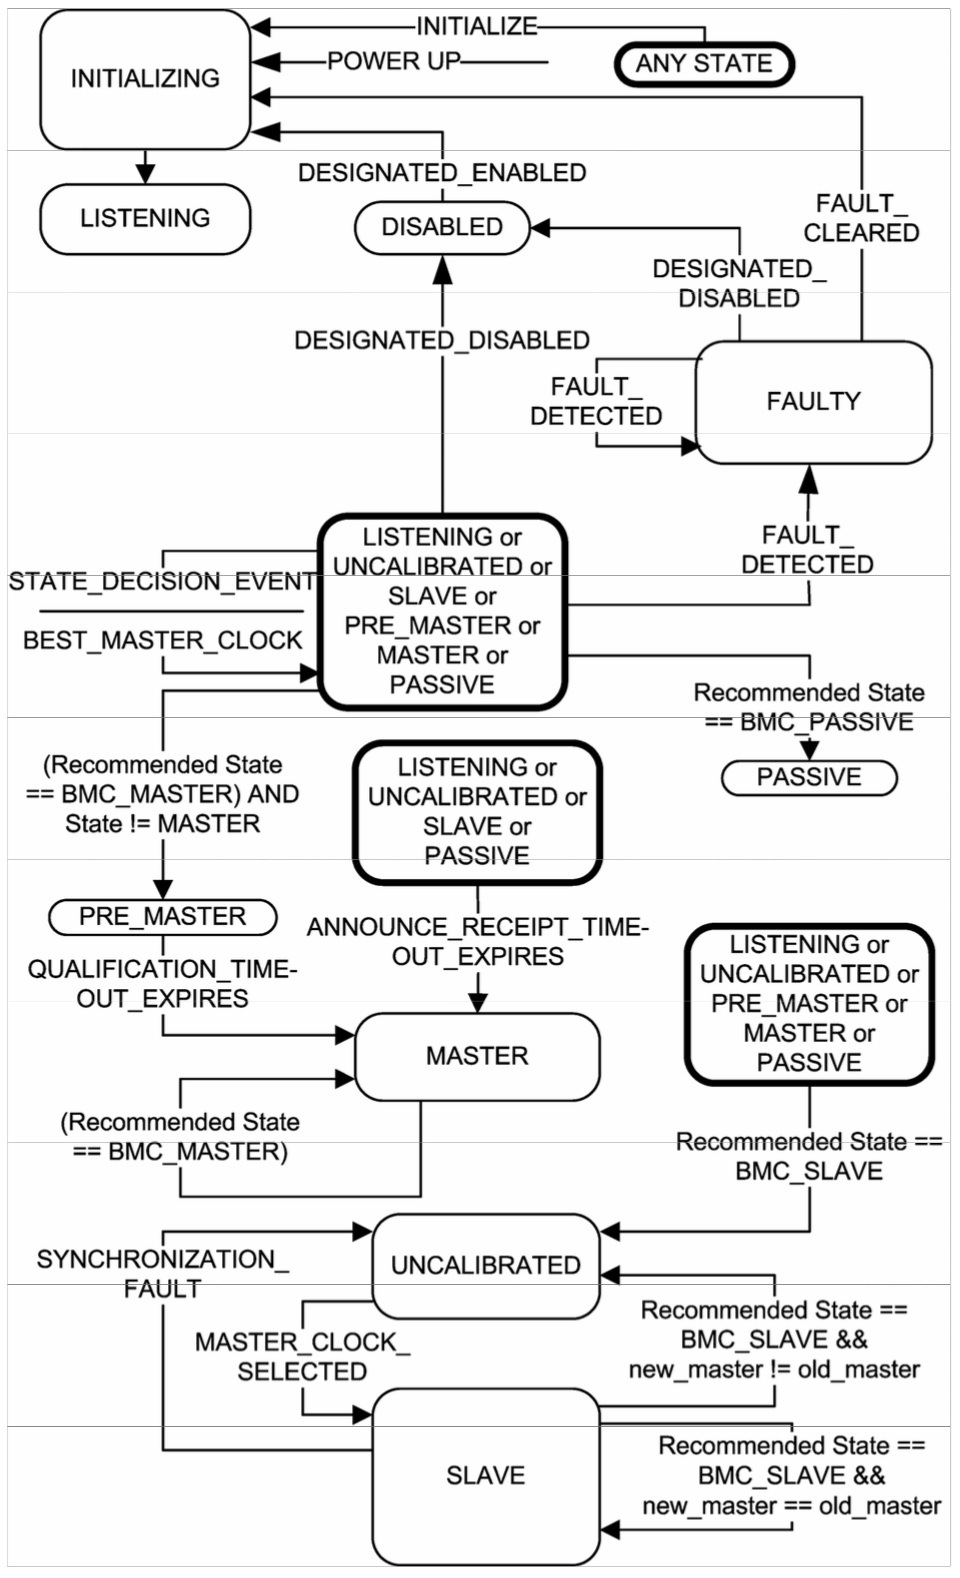 INITIALIZE
POWER UP
ANY STATE
INITIALIZING
DESIGNATED_ENABLED
LISTENING
DISABLED
FAULT_
CLEARED
DESIGNATED_
DISABLED
DESIGNATED_DISABLED
FAULT_
DETECTED
FAULTY
LISTENING or
UNCALIBRATED or
SLAVE or
PRE_MASTER or
MASTER or
PASSIVE
FAULT_
DETECTED
STATE_DECISION_EVENT
BEST_MASTER_CLOCK
Recommended State
== BMC_PASSIVE
PASSIVE
(Recommended State
== BMC_MASTER) AND
State != MASTER
LISTENING or
UNCALIBRATED or
SLAVE or
PASSIVE
PRE_MASTER
ANNOUNCE_RECEIPT_TIME-
OUT_EXPIRES
QUALIFICATION_TIME-
OUT_EXPIRES
LISTENING or
UNCALIBRATED or
PRE_MASTER or
MASTER or
PASSIVE
MASTER
(Recommended State
== BMC_MASTER)
Recommended State ==
BMC_SLAVE
UNCALIBRATED
SYNCHRONIZATION_
FAULT
MASTER_CLOCK_
SELECTED
Recommended State ==
BMC_SLAVE &&
new_master != old_master
SLAVE
Recommended State ==
BMC_SLAVE &&
new_master == old_master